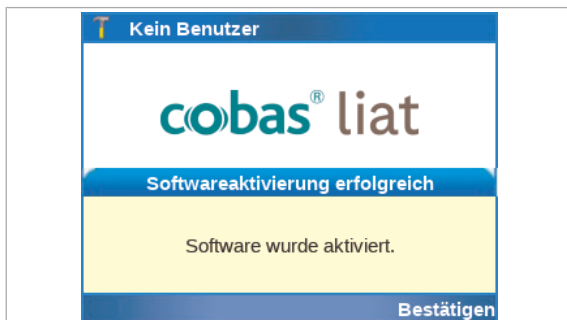 Kein Benutzer
cobas® liat
Softwareaktivierung erfolgreich
Software wurde aktiviert.
Bestätigen